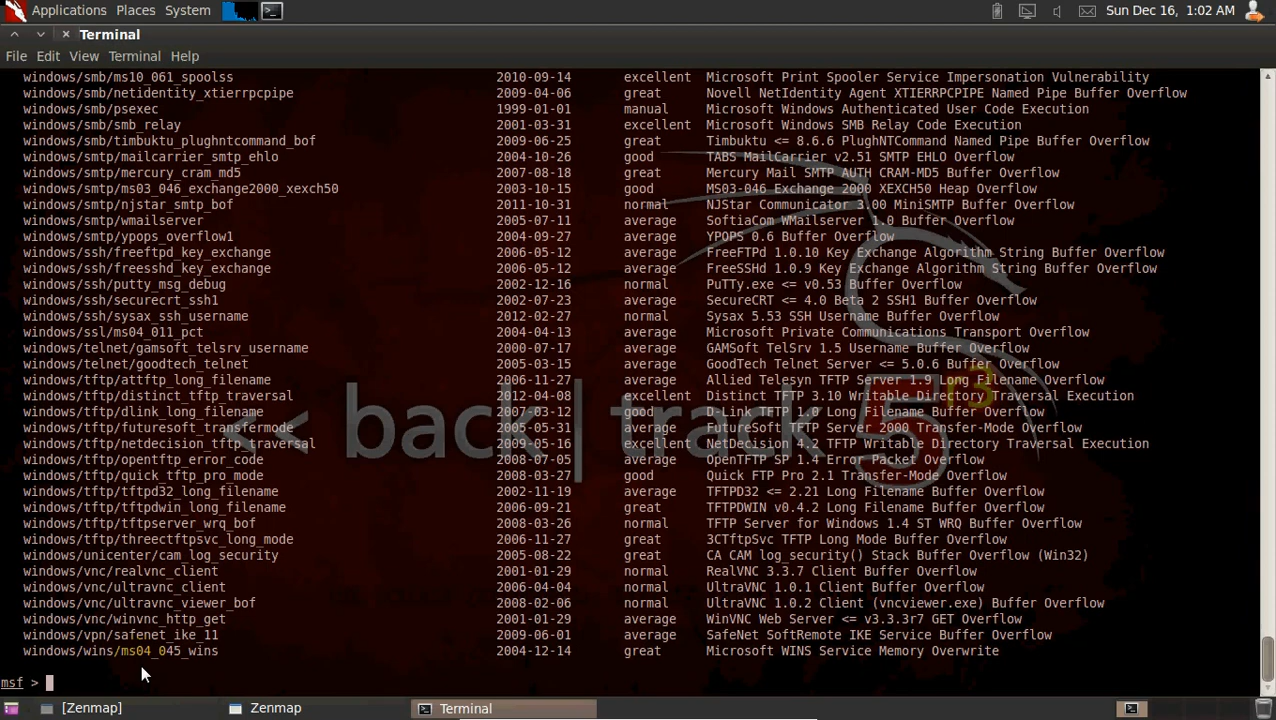 Applications Places System Sun Dec 16, 1:02 AM
Terminal
File Edit View Terminal Help
windows/smb/ms10_061_spoolss 2010-09-14 excellent Microsoft Print Spooler Service Impersonation Vulnerability
windows/smb/netidentity_xtierrpcpipe 2009-04-06 great Novell NetIdentity Agent XTIERRPCPIPE Named Pipe Buffer Overflow
windows/smb/psexec 1999-01-01 manual Microsoft Windows Authenticated User Code Execution
windows/smb/smb_relay 2001-03-31 excellent Microsoft Windows SMB Relay Code Execution
windows/smb/timbuktu_plughntcommand_bof 2009-06-25 great Timbuktu <= 8.6.6 PlughNTCommand Named Pipe Buffer Overflow
windows/smtp/mailcarrier_smtp_ehlo 2004-10-26 good TABS MailCarrier v2.51 SMTP EHLO Overflow
windows/smtp/mercury_cram_md5 2007-08-18 great Mercury Mail SMTP AUTH CRAM-MD5 Buffer Overflow
windows/smtp/ms03_046_exchange2000_xexch50 2003-10-15 good MS03-046 Exchange 2000 XEXCH50 Heap Overflow
windows/smtp/njstar_smtp_bof 2011-10-31 normal NJStar Communicator 3.00 MiniSMTP Buffer Overflow
windows/smtp/wmailserver 2005-07-11 average SoftiaCom WMailserver 1.0 Buffer Overflow
windows/smtp/ypops_overflow1 2004-09-27 average YPOPS 0.6 Buffer Overflow
windows/ssh/freeftpd_key_exchange 2006-05-12 average FreeFTPd 1.0.10 Key Exchange Algorithm String Buffer Overflow
windows/ssh/freesshd_key_exchange 2006-05-12 average FreeSSHd 1.0.9 Key Exchange Algorithm String Buffer Overflow
windows/ssh/putty_msg_debug 2002-12-16 normal PuTTy.exe <= v0.53 Buffer Overflow
windows/ssh/securecrt_ssh1 2002-07-23 average SecureCRT <= 4.0 Beta 2 SSH1 Buffer Overflow
windows/ssh/sysax_ssh_username 2012-02-27 normal Sysax 5.53 SSH Username Buffer Overflow
windows/ssl/ms04_011_pct 2004-04-13 average Microsoft Private Communications Transport Overflow
windows/telnet/gamsoft_telsrv_username 2000-07-17 average GAMSoft TelSrv 1.5 Username Buffer Overflow
windows/telnet/goodtech_telnet 2005-03-15 average GoodTech Telnet Server <= 5.0.6 Buffer Overflow
windows/tftp/attftp_long_filename 2006-11-27 average Allied Telesyn TFTP Server 1.9 Long Filename Overflow
windows/tftp/distinct_tftp_traversal 2012-04-08 excellent Distinct TFTP 3.10 Writable Directory Traversal Execution
windows/tftp/dlink_long_filename 2007-03-12 good D-Link TFTP 1.0 Long Filename Buffer Overflow
windows/tftp/futuresoft_transfermode 2005-05-31 average FutureSoft TFTP Server 2000 Transfer-Mode Overflow
windows/tftp/netdecision_tftp_traversal 2009-05-16 excellent NetDecision 4.2 TFTP Writable Directory Traversal Execution
windows/tftp/opentftp_error_code 2008-07-05 average OpenTFTP SP 1.4 Error Packet Overflow
windows/tftp/quick_tftp_pro_mode 2008-03-27 good Quick FTP Pro 2.1 Transfer-Mode Overflow
windows/tftp/tftpd32_long_filename 2002-11-19 average TFTPD32 <= 2.21 Long Filename Buffer Overflow
windows/tftp/tftpdwin_long_filename 2006-09-21 great TFTPDWIN v0.4.2 Long Filename Buffer Overflow
windows/tftp/tftpserver_wrq_bof 2008-03-26 normal TFTP Server for Windows 1.4 ST WRQ Buffer Overflow
windows/tftp/threectftpsvc_long_mode 2006-11-27 great 3CTftpSvc TFTP Long Mode Buffer Overflow
windows/unicenter/cam_log_security 2005-08-22 great CA CAM log_security() Stack Buffer Overflow (Win32)
windows/vnc/realvnc_client 2001-01-29 normal RealVNC 3.3.7 Client Buffer Overflow
windows/vnc/ultravnc_client 2006-04-04 normal UltraVNC 1.0.1 Client Buffer Overflow
windows/vnc/ultravnc_viewer_bof 2008-02-06 normal UltraVNC 1.0.2 Client (vncviewer.exe) Buffer Overflow
windows/vnc/winvnc_http_get 2001-01-29 average WinVNC Web Server <= v3.3.3r7 GET Overflow
windows/vpn/safenet_ike_11 2009-06-01 average SafeNet SoftRemote IKE Service Buffer Overflow
windows/wins/ms04_045_wins 2004-12-14 great Microsoft WINS Service Memory Overwrite
<< back|track 5 r3
msf >
[Zenmap] Zenmap Terminal